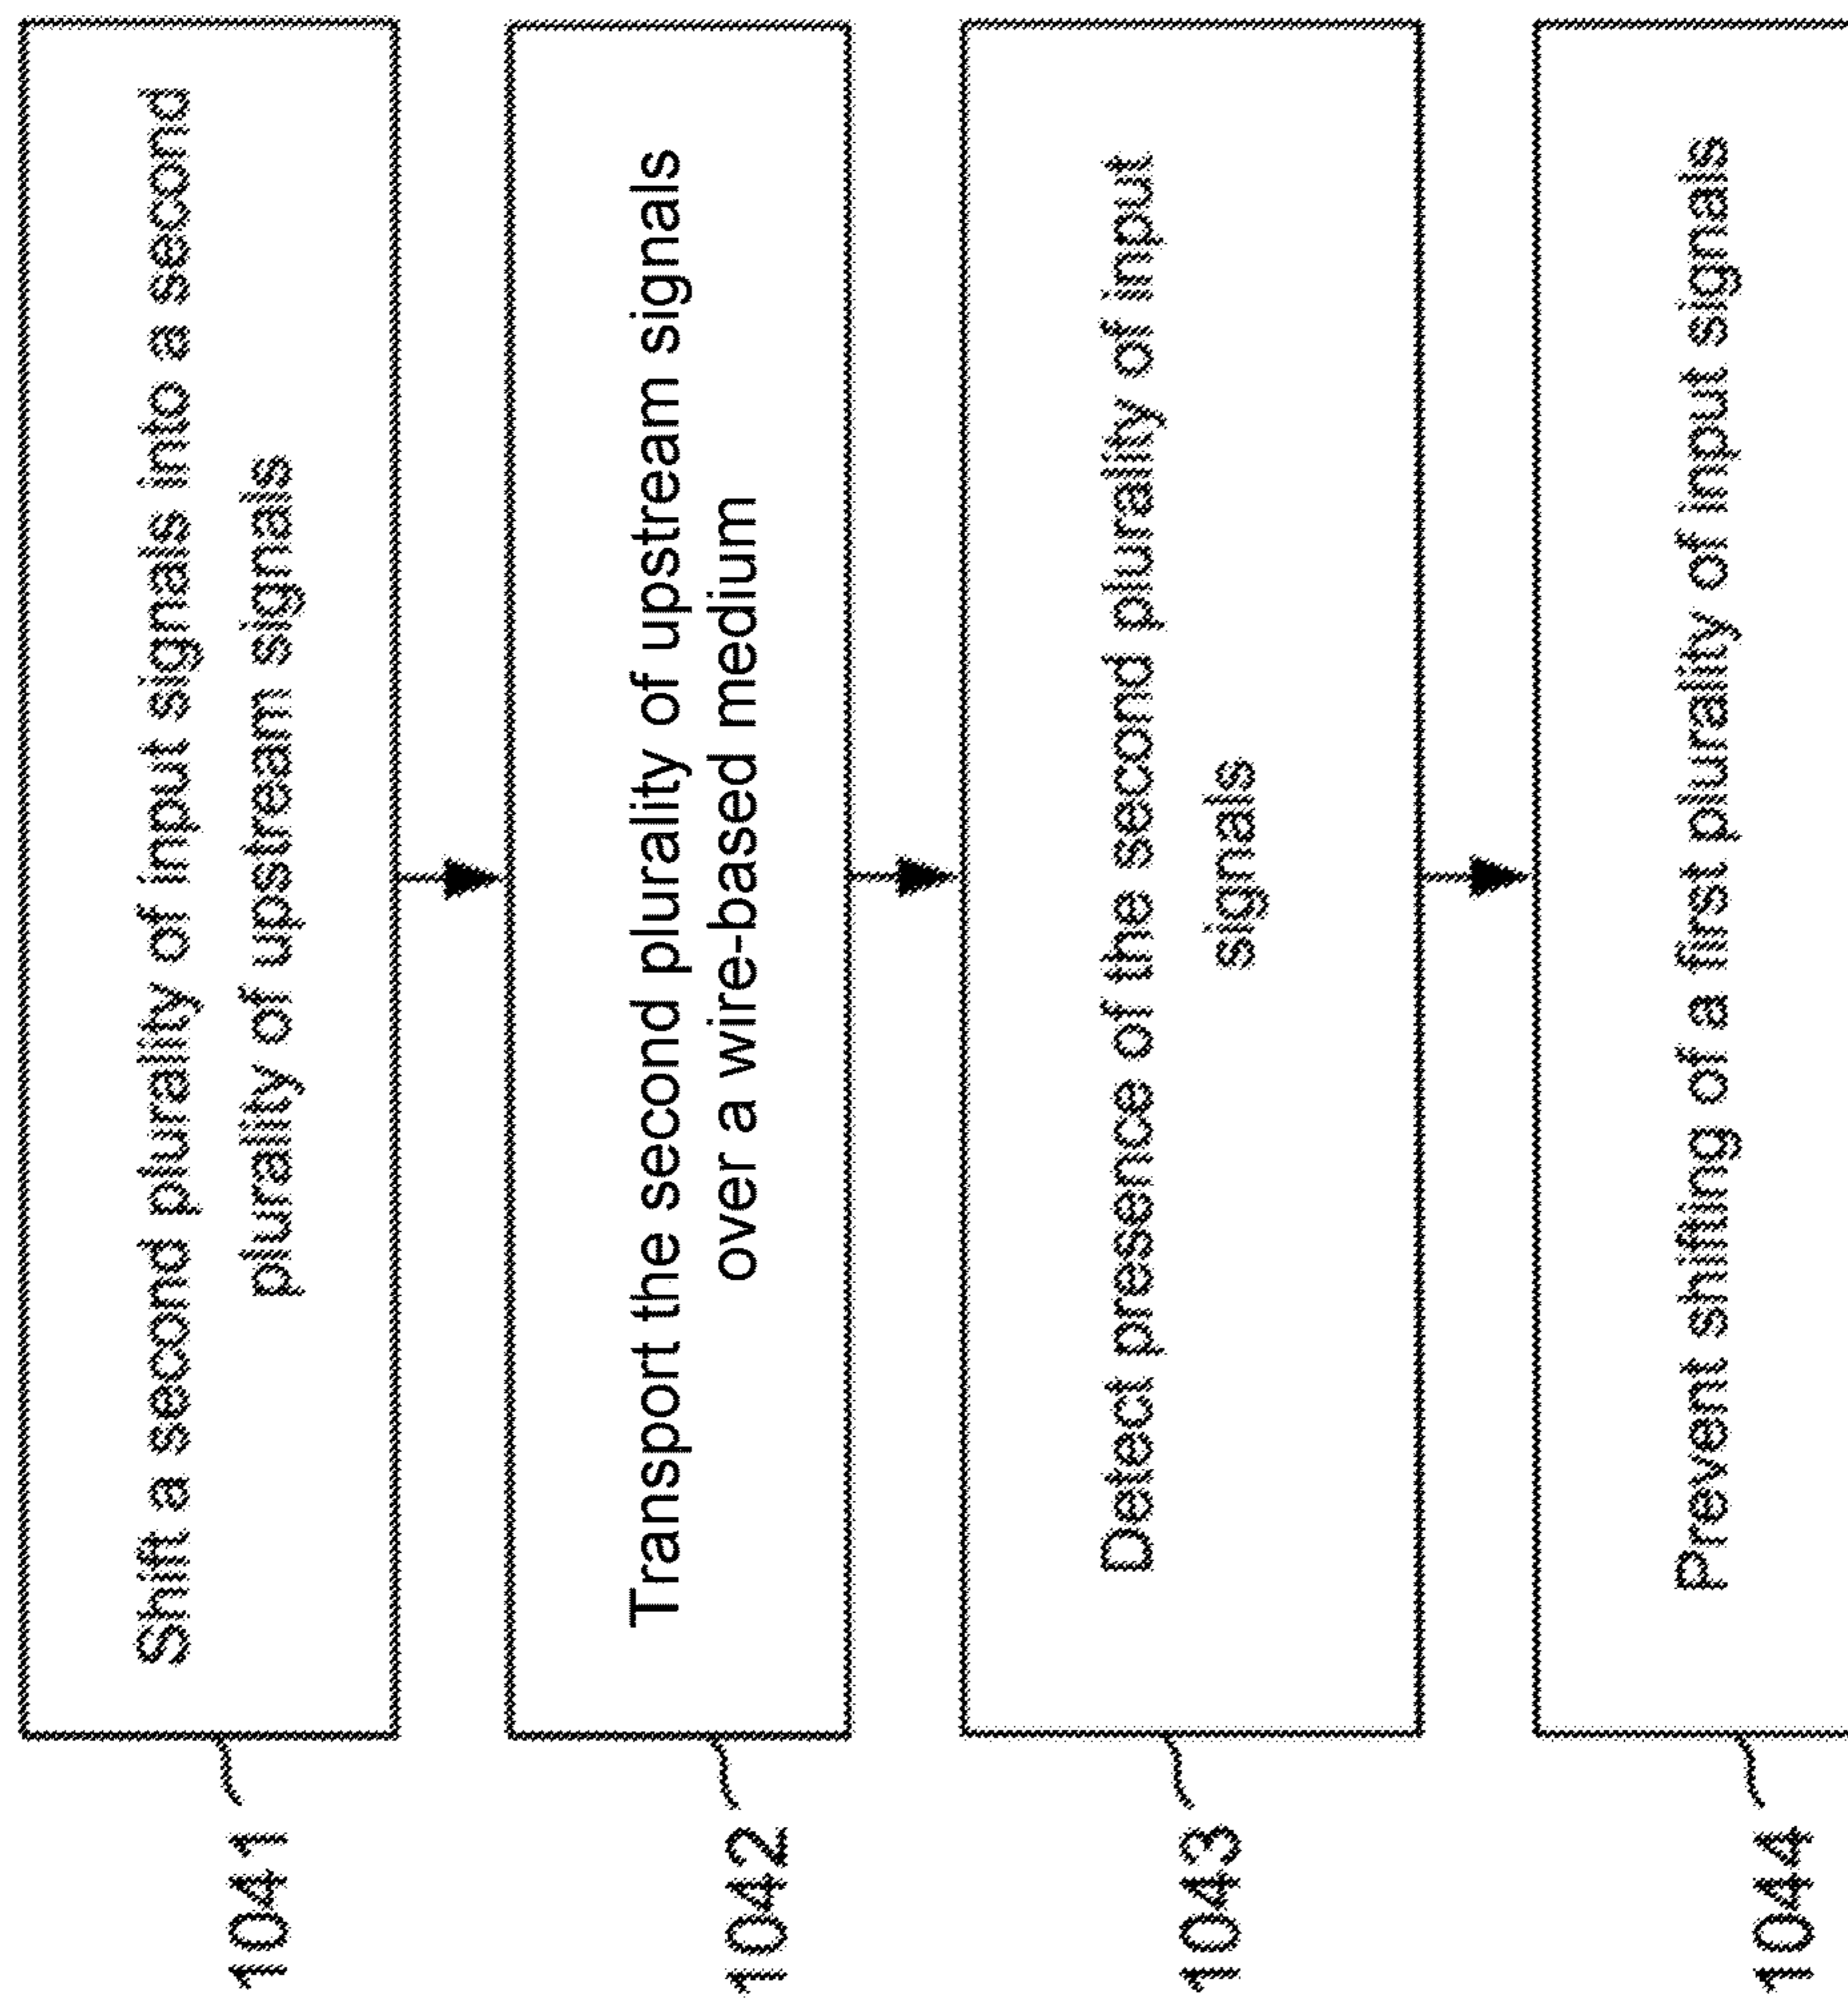 1041
Shift a second plurality of input signals into a second
plurality of upstream signals
1042
Transport the second plurality of upstream signals
over a wire-based medium
1043
Detect presence of the second plurality of input
signals
1044
Prevent shifting of a first plurality of input signals